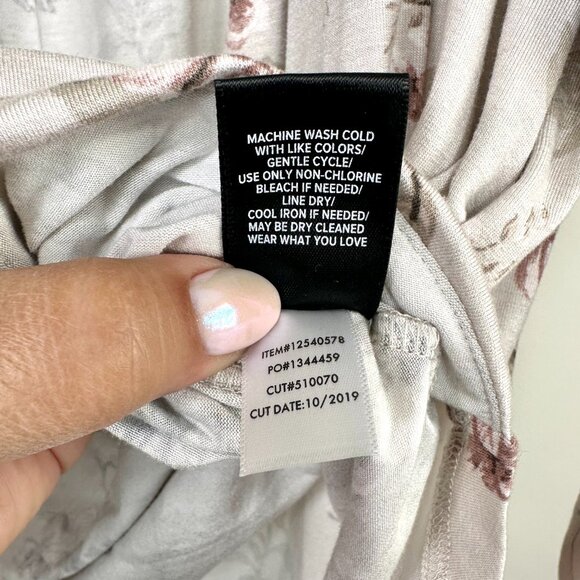 MACHINE WASH COLD
WITH LIKE COLORS/
GENTLE CYCLE/
USE ONLY NON-CHLORINE
BLEACH IF NEEDED/
LINE DRY/
COOL IRON IF NEEDED/
MAY BE DRY CLEANED
WEAR WHAT YOU LOVE
ITEM#12540578
PO#1344459
CUT#510070
CUT DATE:10/2019